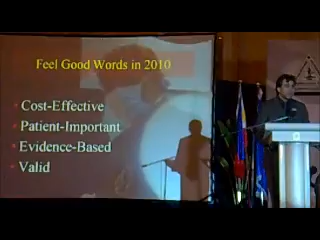 Feel Good Words in 2010
• Cost-Effective
• Patient-Important
• Evidence-Based
• Valid